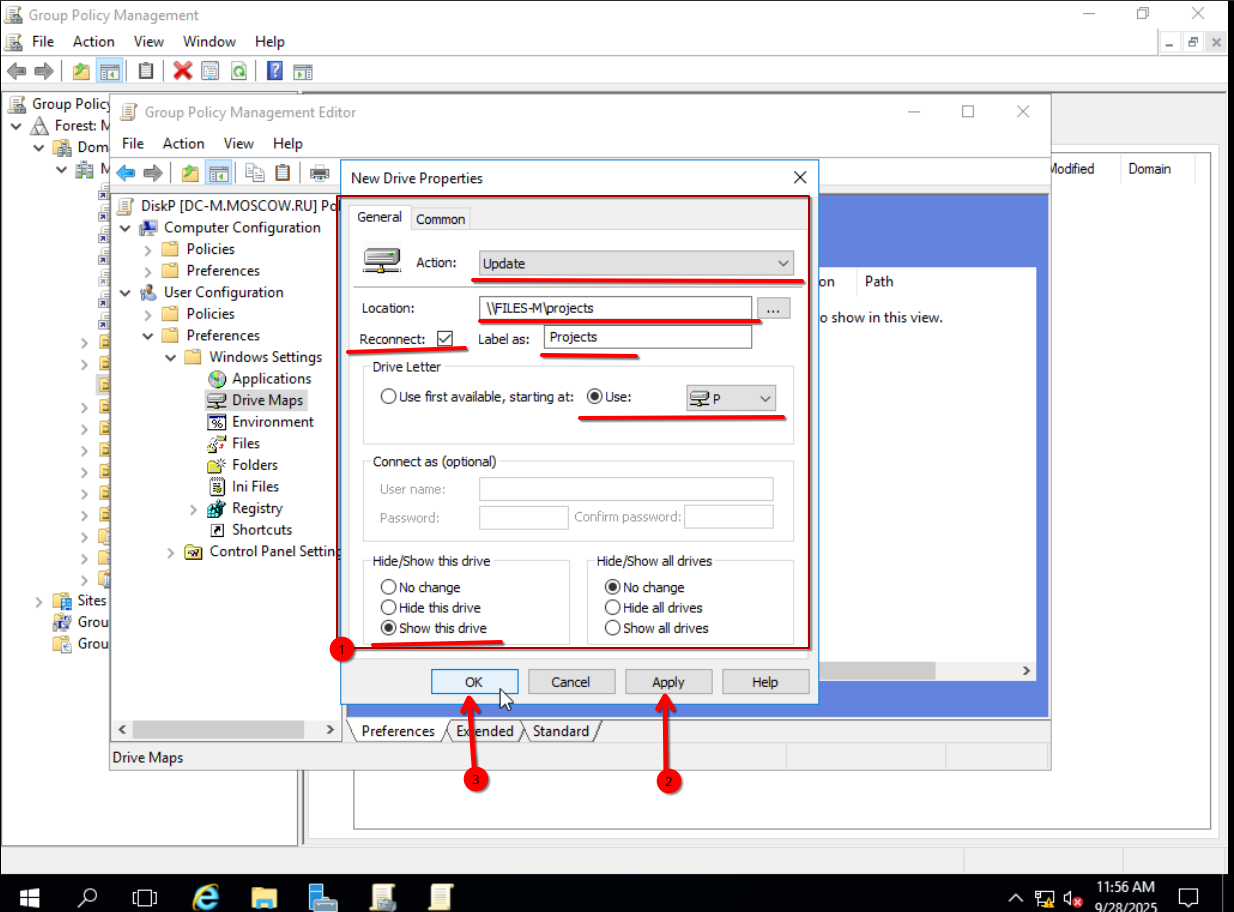 Group Policy Management
File Action View Window Help
Group Policy
Forest: M
Dom
M
Sites
Grou
Grou
Modified Domain
Group Policy Management Editor
File Action View Help
DiskP [DC-M.MOSCOW.RU] Pol
Computer Configuration
Policies
Preferences
User Configuration
Policies
Preferences
Windows Settings
Applications
Drive Maps
Environment
Files
Folders
Ini Files
Registry
Shortcuts
Control Panel Setting
on Path
o show in this view.
Preferences Extended Standard
Drive Maps
New Drive Properties
General Common
Action: Update
Location: \\FILES-M\projects ...
Reconnect: Label as: Projects
Drive Letter
Use first available, starting at: Use: P
Connect as (optional)
User name:
Password: Confirm password:
Hide/Show this drive Hide/Show all drives
No change No change
Hide this drive Hide all drives
Show this drive Show all drives
1
OK Cancel Apply Help
3 2
11:56 AM
9/28/2025